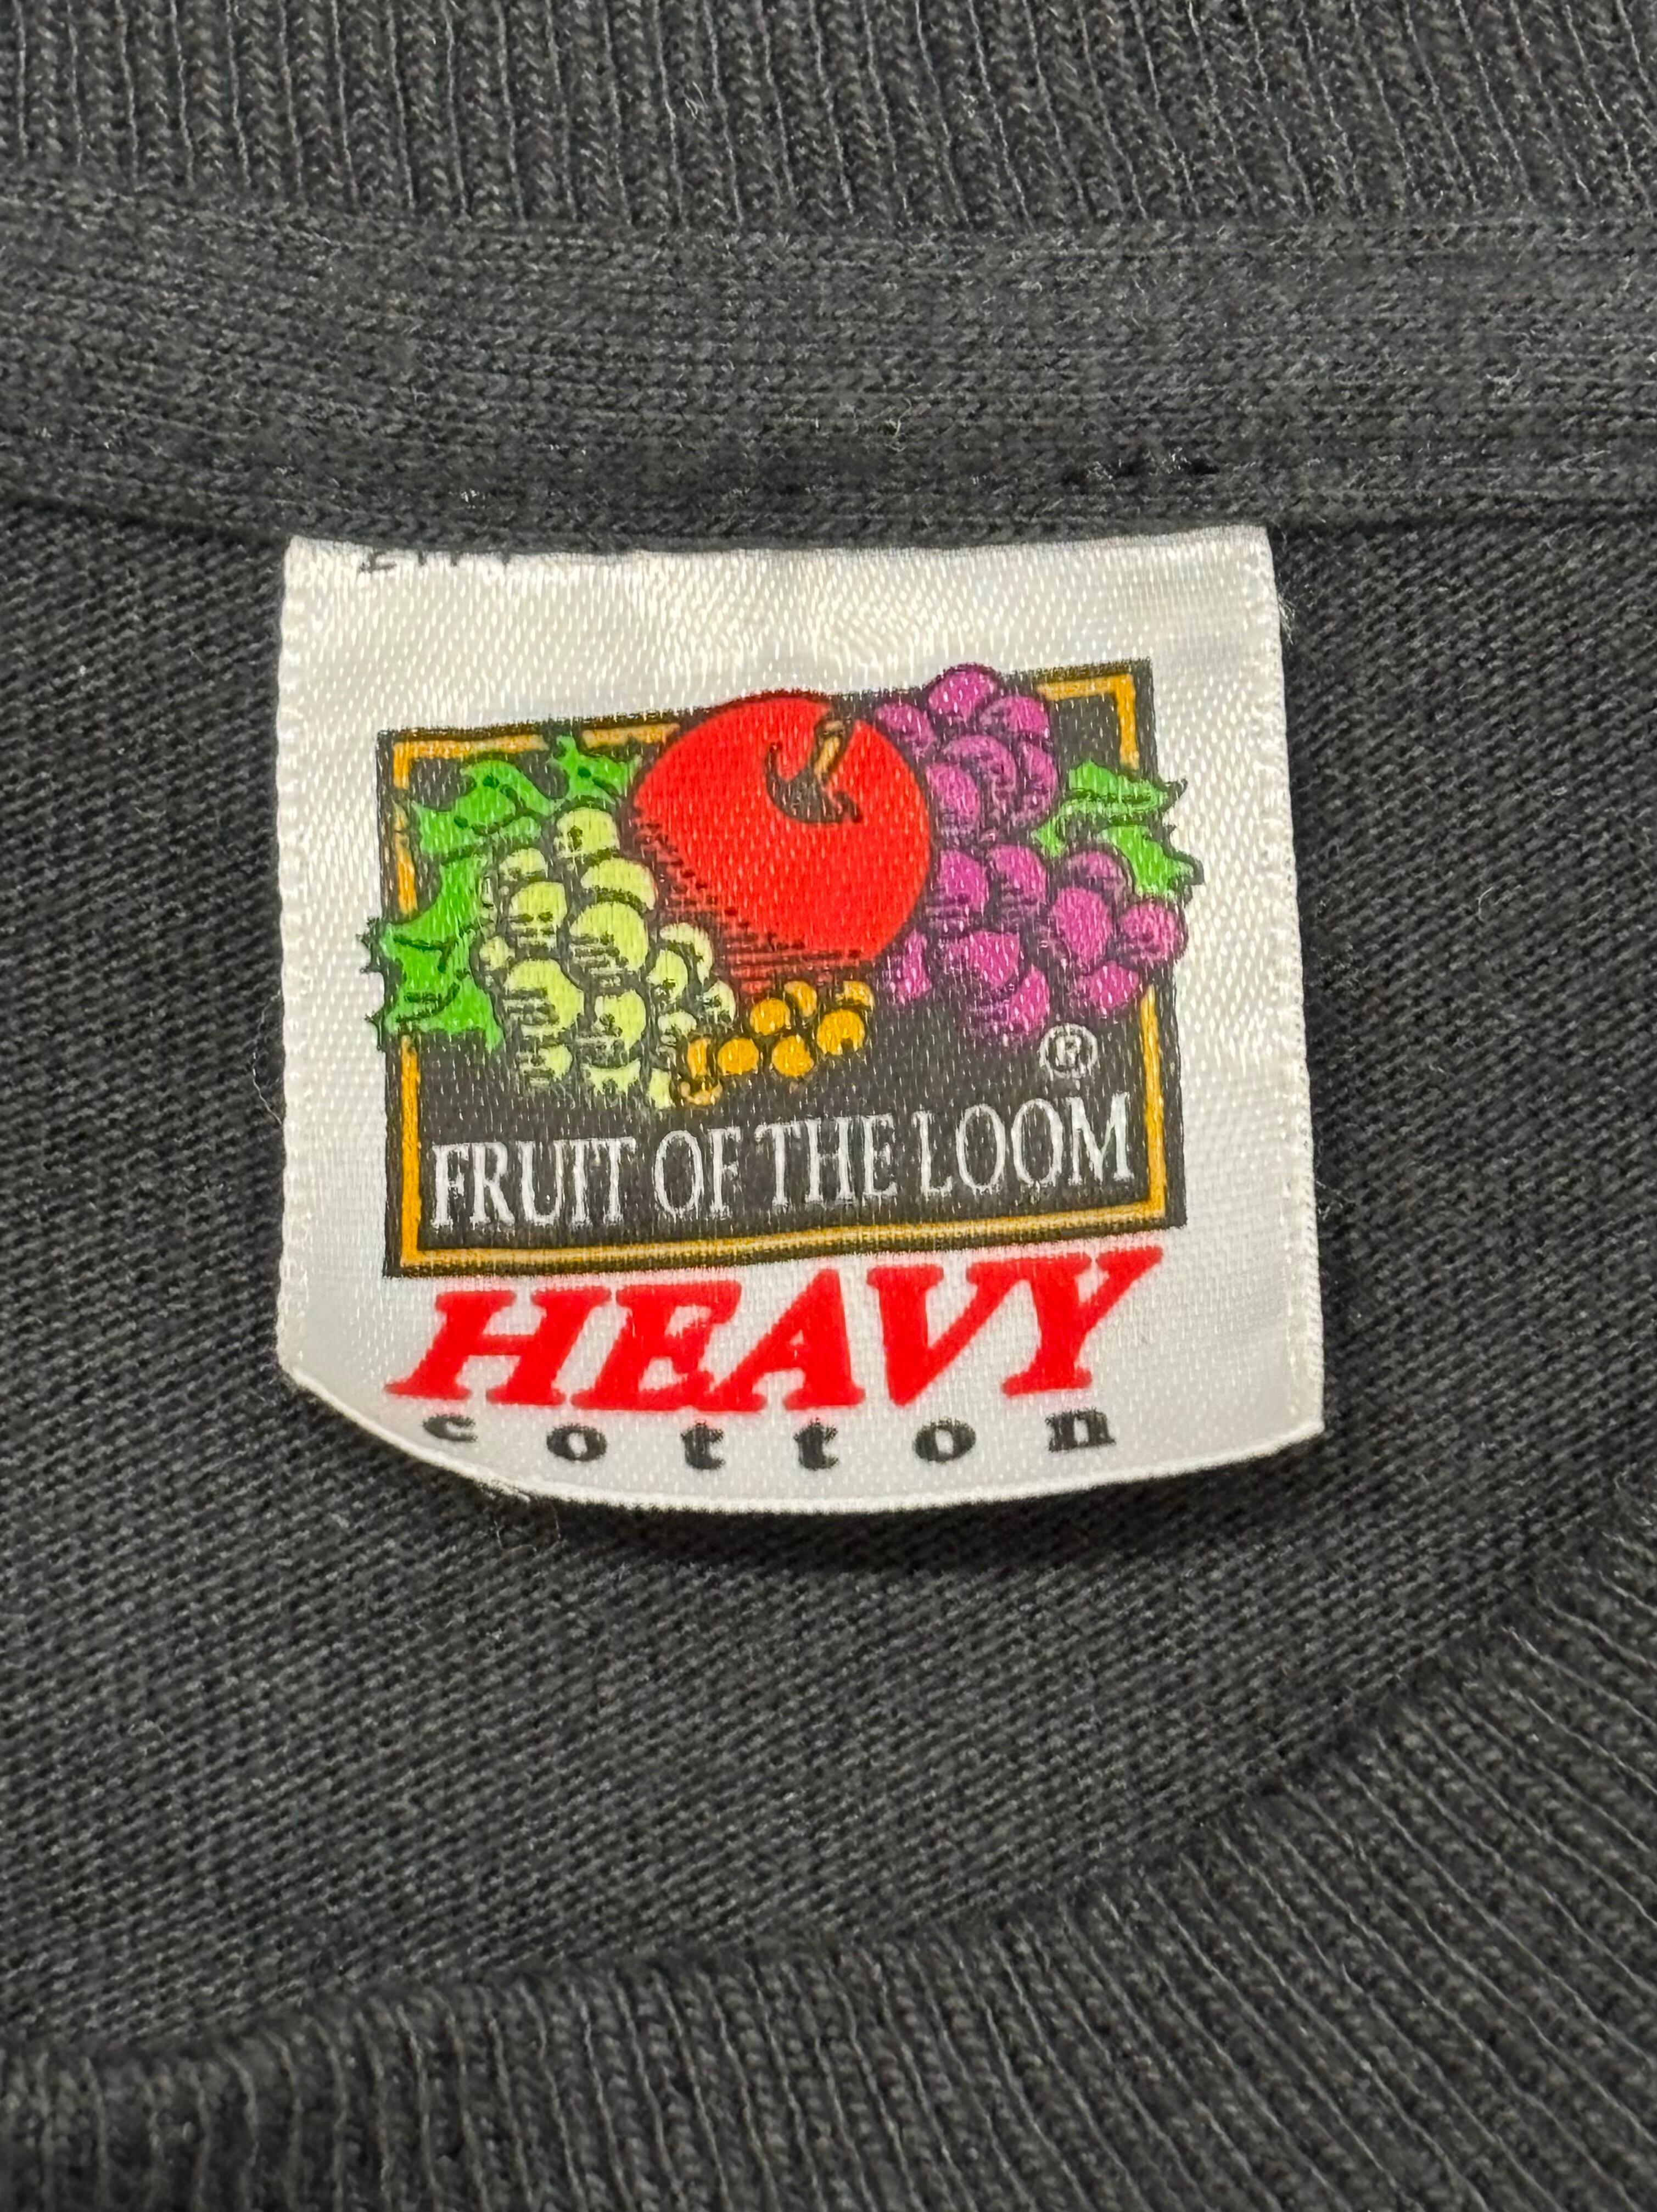 ®
FRUIT OF THE LOOM
HEAVY
cotton